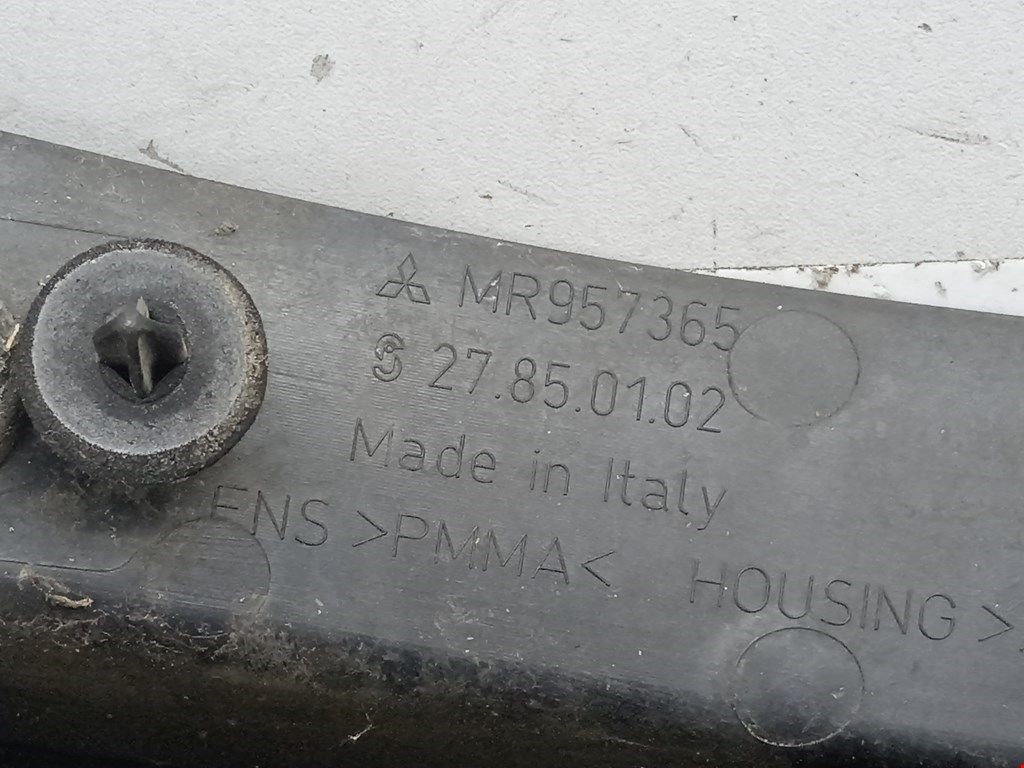 MR957365
27.85.01.02
Made in Italy
ENS >PMMA< HOUSING >